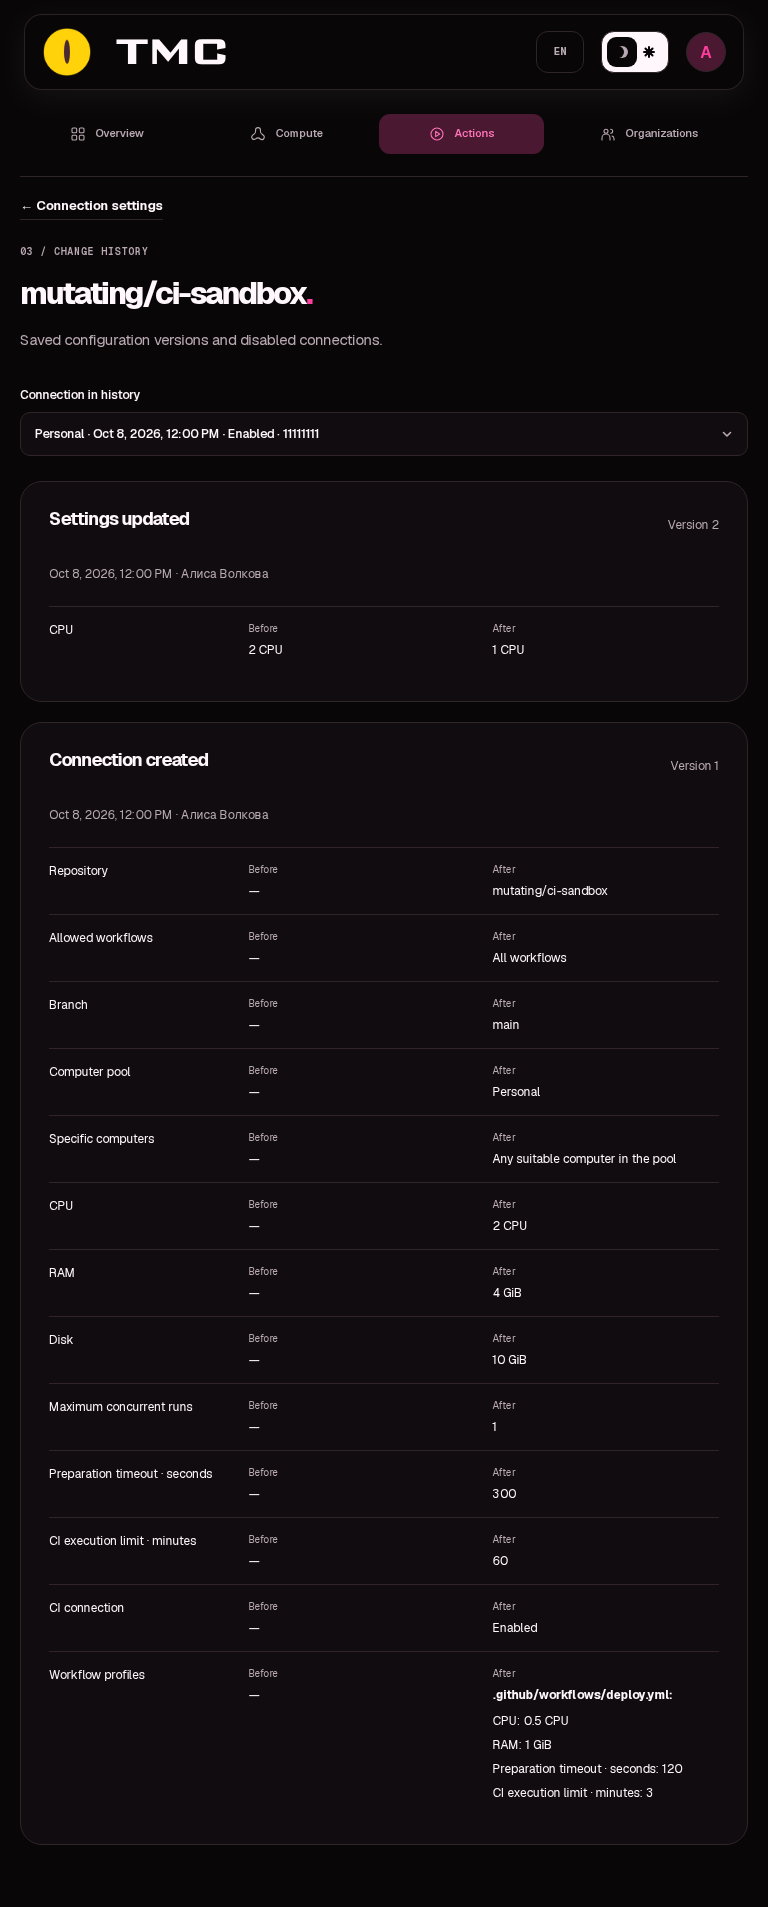 TMC
EN
A
Overview
Compute
Actions
Organizations
← Connection settings
03 / CHANGE HISTORY
mutating/ci-sandbox.
Saved configuration versions and disabled connections.
Connection in history
Personal · Oct 8, 2026, 12:00 PM · Enabled · 11111111
Settings updated
Version 2
Oct 8, 2026, 12:00 PM · Алиса Волкова
CPU
Before
2 CPU
After
1 CPU
Connection created
Version 1
Oct 8, 2026, 12:00 PM · Алиса Волкова
Repository
Before
—
After
mutating/ci-sandbox
Allowed workflows
Before
—
After
All workflows
Branch
Before
—
After
main
Computer pool
Before
—
After
Personal
Specific computers
Before
—
After
Any suitable computer in the pool
CPU
Before
—
After
2 CPU
RAM
Before
—
After
4 GiB
Disk
Before
—
After
10 GiB
Maximum concurrent runs
Before
—
After
1
Preparation timeout · seconds
Before
—
After
300
CI execution limit · minutes
Before
—
After
60
CI connection
Before
—
After
Enabled
Workflow profiles
Before
—
After
.github/workflows/deploy.yml:
CPU: 0.5 CPU
RAM: 1 GiB
Preparation timeout · seconds: 120
CI execution limit · minutes: 3